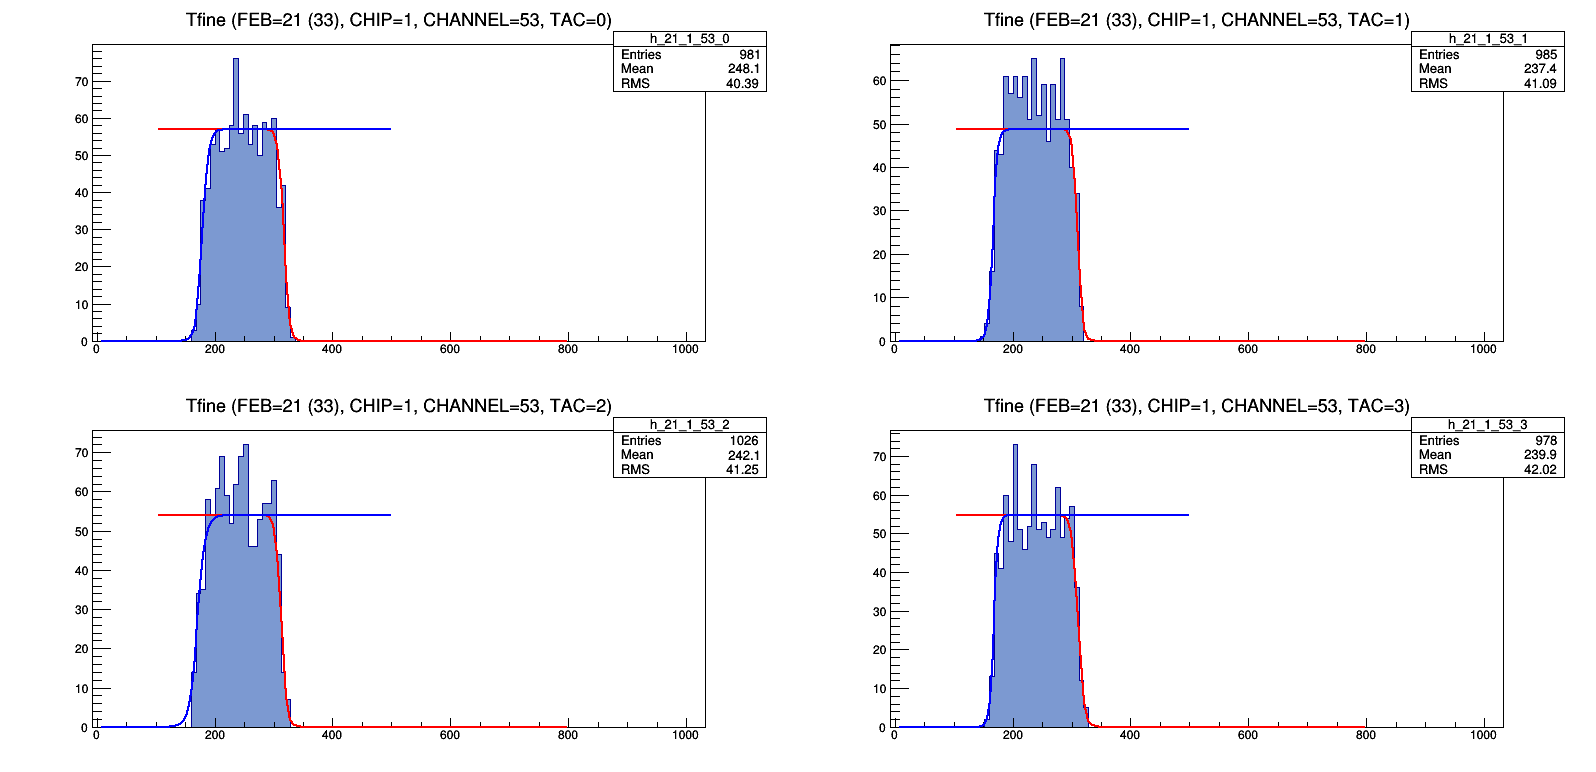 Tfine (FEB=21 (33), CHIP=1, CHANNEL=53, TAC=0)
h_21_1_53_0
Entries 981
Mean 248.1
RMS 40.39
70
60
50
40
30
20
10
0
0 200 400 600 800 1000
Tfine (FEB=21 (33), CHIP=1, CHANNEL=53, TAC=1)
h_21_1_53_1
Entries 985
Mean 237.4
RMS 41.09
60
50
40
30
20
10
0
0 200 400 600 800 1000
Tfine (FEB=21 (33), CHIP=1, CHANNEL=53, TAC=2)
h_21_1_53_2
Entries 1026
Mean 242.1
RMS 41.25
70
60
50
40
30
20
10
0
0 200 400 600 800 1000
Tfine (FEB=21 (33), CHIP=1, CHANNEL=53, TAC=3)
h_21_1_53_3
Entries 978
Mean 239.9
RMS 42.02
70
60
50
40
30
20
10
0
0 200 400 600 800 1000